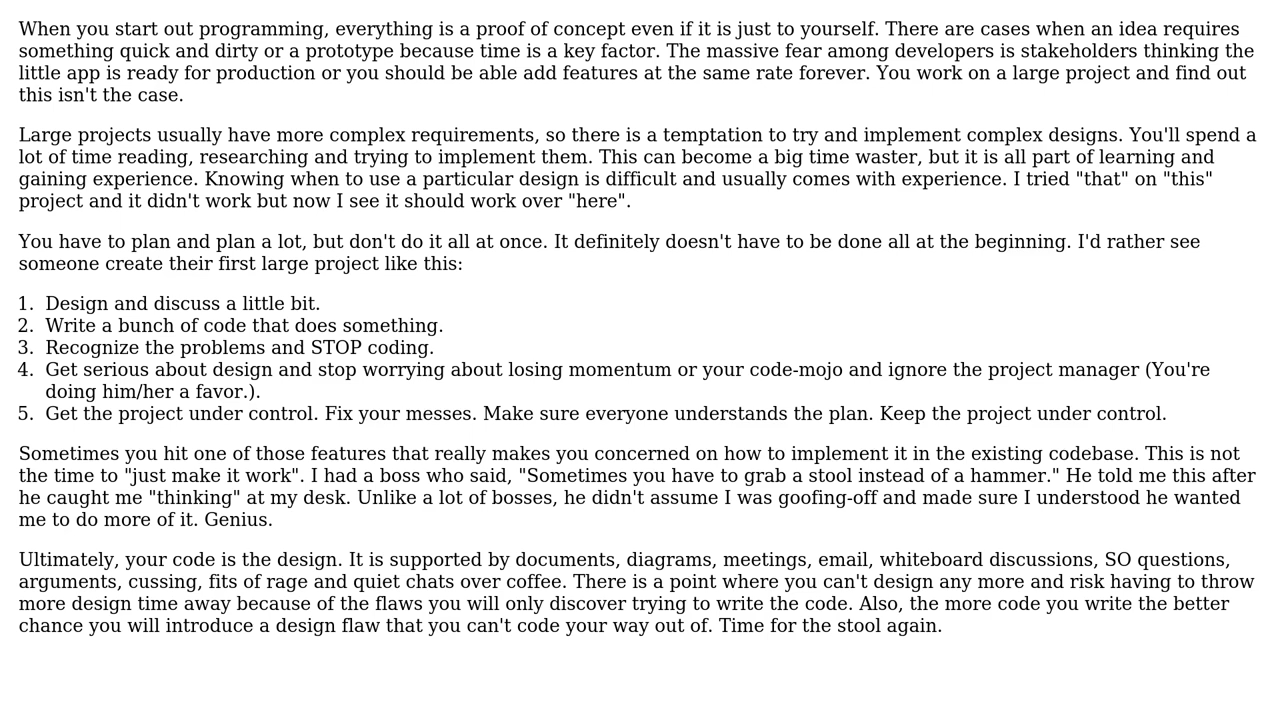 When you start out programming, everything is a proof of concept even if it is just to yourself. There are cases when an idea requires
something quick and dirty or a prototype because time is a key factor. The massive fear among developers is stakeholders thinking the
little app is ready for production or you should be able add features at the same rate forever. You work on a large project and find out
this isn't the case.
Large projects usually have more complex requirements, so there is a temptation to try and implement complex designs. You'll spend a
lot of time reading, researching and trying to implement them. This can become a big time waster, but it is all part of learning and
gaining experience. Knowing when to use a particular design is difficult and usually comes with experience. I tried "that" on "this"
project and it didn't work but now I see it should work over "here".
You have to plan and plan a lot, but don't do it all at once. It definitely doesn't have to be done all at the beginning. I'd rather see
someone create their first large project like this:
1. Design and discuss a little bit.
2. Write a bunch of code that does something.
3. Recognize the problems and STOP coding.
4. Get serious about design and stop worrying about losing momentum or your code-mojo and ignore the project manager (You're
doing him/her a favor.).
5. Get the project under control. Fix your messes. Make sure everyone understands the plan. Keep the project under control.
Sometimes you hit one of those features that really makes you concerned on how to implement it in the existing codebase. This is not
the time to "just make it work". I had a boss who said, "Sometimes you have to grab a stool instead of a hammer." He told me this after
he caught me "thinking" at my desk. Unlike a lot of bosses, he didn't assume I was goofing-off and made sure I understood he wanted
me to do more of it. Genius.
Ultimately, your code is the design. It is supported by documents, diagrams, meetings, email, whiteboard discussions, SO questions,
arguments, cussing, fits of rage and quiet chats over coffee. There is a point where you can't design any more and risk having to throw
more design time away because of the flaws you will only discover trying to write the code. Also, the more code you write the better
chance you will introduce a design flaw that you can't code your way out of. Time for the stool again.